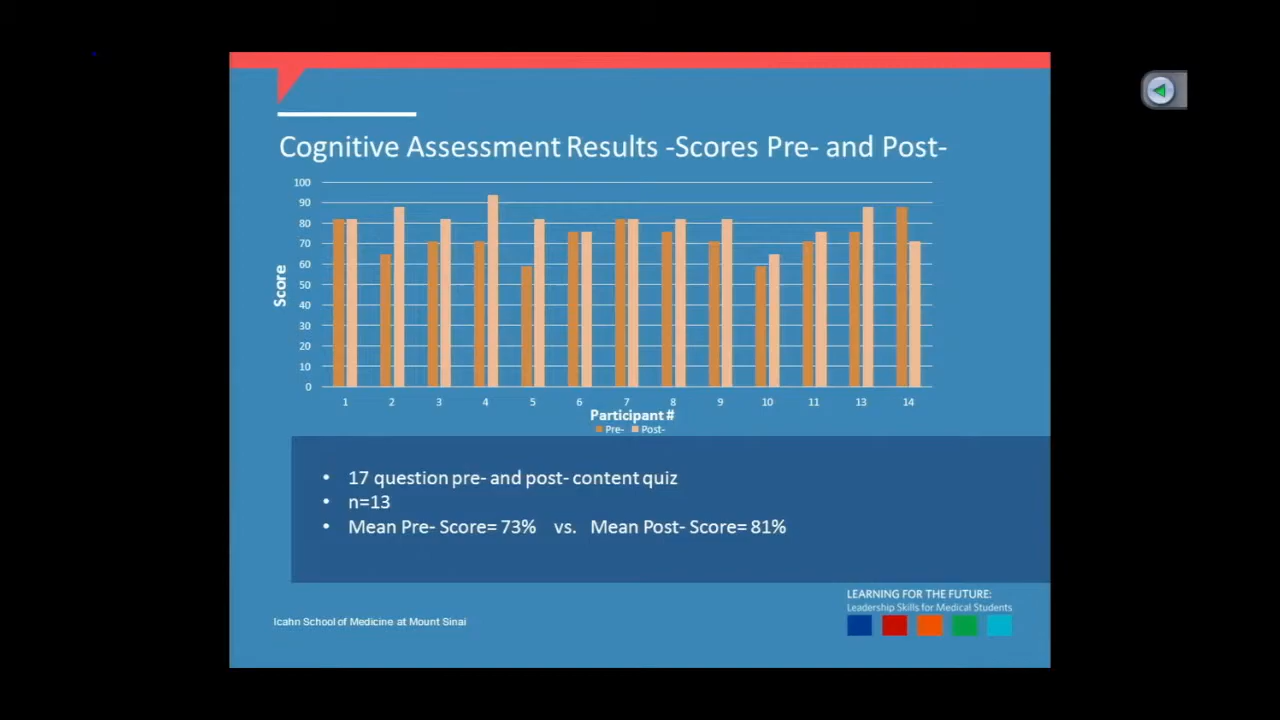 Cognitive Assessment Results -Scores Pre- and Post-
100
90
80
70
60
50
40
30
20
10
0
Score
1 2 3 4 5 6 7 8 9 10 11 13 14
Participant #
Pre- Post-
• 17 question pre- and post- content quiz
• n=13
• Mean Pre- Score= 73% vs. Mean Post- Score= 81%
LEARNING FOR THE FUTURE:
Leadership Skills for Medical Students
Icahn School of Medicine at Mount Sinai